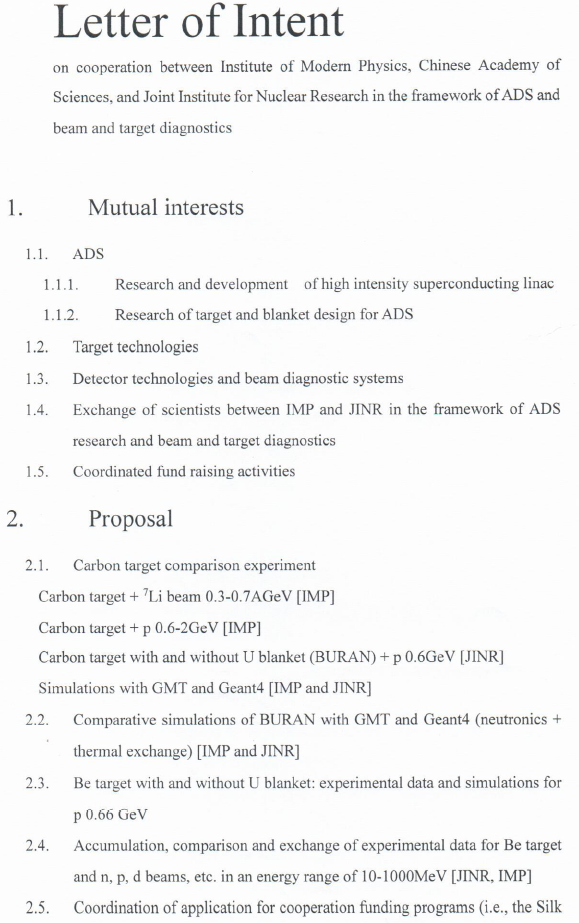 Letter of Intent
on cooperation between Institute of Modern Physics, Chinese Academy of
Sciences, and Joint Institute for Nuclear Research in the framework of ADS and
beam and target diagnostics
1. Mutual interests
1.1. ADS
1.1.1. Research and development of high intensity superconducting linac
1.1.2. Research of target and blanket design for ADS
1.2. Target technologies
1.3. Detector technologies and beam diagnostic systems
1.4. Exchange of scientists between IMP and JINR in the framework of ADS
research and beam and target diagnostics
1.5. Coordinated fund raising activities
2. Proposal
2.1. Carbon target comparison experiment
Carbon target + ⁷Li beam 0.3-0.7AGeV [IMP]
Carbon target + p 0.6-2GeV [IMP]
Carbon target with and without U blanket (BURAN) + p 0.6GeV [JINR]
Simulations with GMT and Geant4 [IMP and JINR]
2.2. Comparative simulations of BURAN with GMT and Geant4 (neutronics +
thermal exchange) [IMP and JINR]
2.3. Be target with and without U blanket: experimental data and simulations for
p 0.66 GeV
2.4. Accumulation, comparison and exchange of experimental data for Be target
and n, p, d beams, etc. in an energy range of 10-1000MeV [JINR, IMP]
2.5. Coordination of application for cooperation funding programs (i.e., the Silk